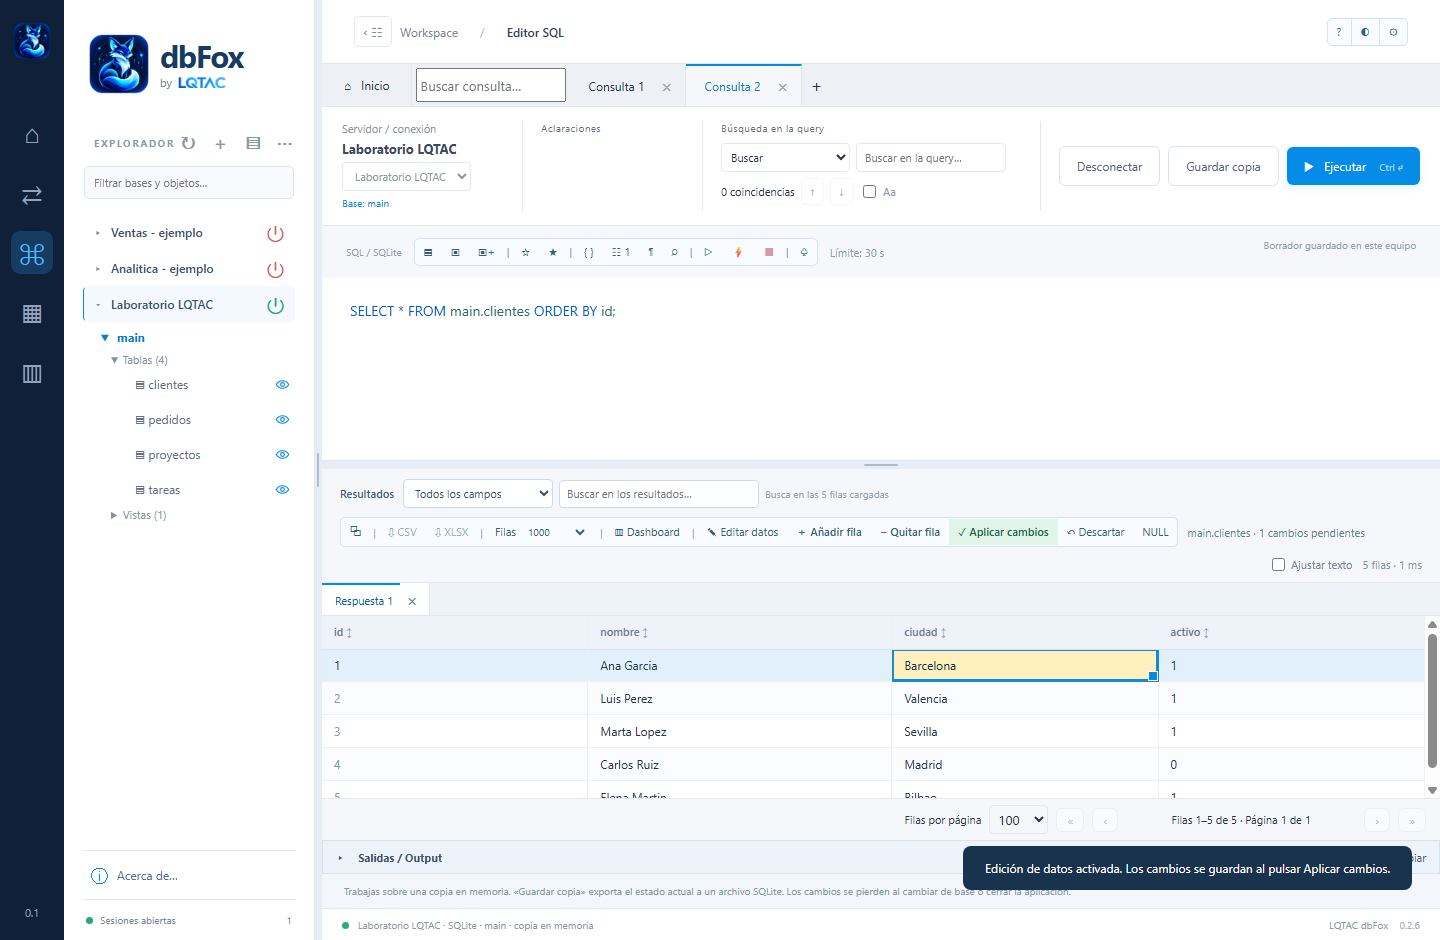 dbFox
by LQTAC
EXPLORADOR
Filtrar bases y objetos...
Ventas - ejemplo
Analítica - ejemplo
Laboratorio LQTAC
main
Tablas (4)
clientes
pedidos
proyectos
tareas
Vistas (1)
Acerca de...
Sesiones abiertas 1
0.1
Workspace / Editor SQL
?
Inicio
Buscar consulta...
Consulta 1 ×
Consulta 2 ×
+
Servidor / conexión
Laboratorio LQTAC
Laboratorio LQTAC
Base: main
Aclaraciones
Búsqueda en la query
Buscar
Buscar en la query...
0 coincidencias ↑ ↓ Aa
Desconectar
Guardar copia
Ejecutar Ctrl ↵
SQL / SQLite
{ } 1 ¶
Límite: 30 s
Borrador guardado en este equipo
SELECT * FROM main.clientes ORDER BY id;
Resultados Todos los campos Buscar en los resultados... Busca en las 5 filas cargadas
CSV XLSX Filas 1000 Dashboard Editar datos + Añadir fila − Quitar fila ✓ Aplicar cambios Descartar NULL main.clientes · 1 cambios pendientes
Ajustar texto 5 filas · 1 ms
Respuesta 1 ×
id nombre ciudad activo
1 Ana Garcia Barcelona 1
2 Luis Perez Valencia 1
3 Marta Lopez Sevilla 1
4 Carlos Ruiz Madrid 0
5 Elena Martin Bilbao 1
Filas por página 100 « ‹ Filas 1–5 de 5 · Página 1 de 1 › »
Salidas / Output
Edición de datos activada. Los cambios se guardan al pulsar Aplicar cambios.
Trabajas sobre una copia en memoria. «Guardar copia» exporta el estado actual a un archivo SQLite. Los cambios se pierden al cambiar de base o cerrar la aplicación.
Laboratorio LQTAC · SQLite · main · copia en memoria
LQTAC dbFox 0.2.6